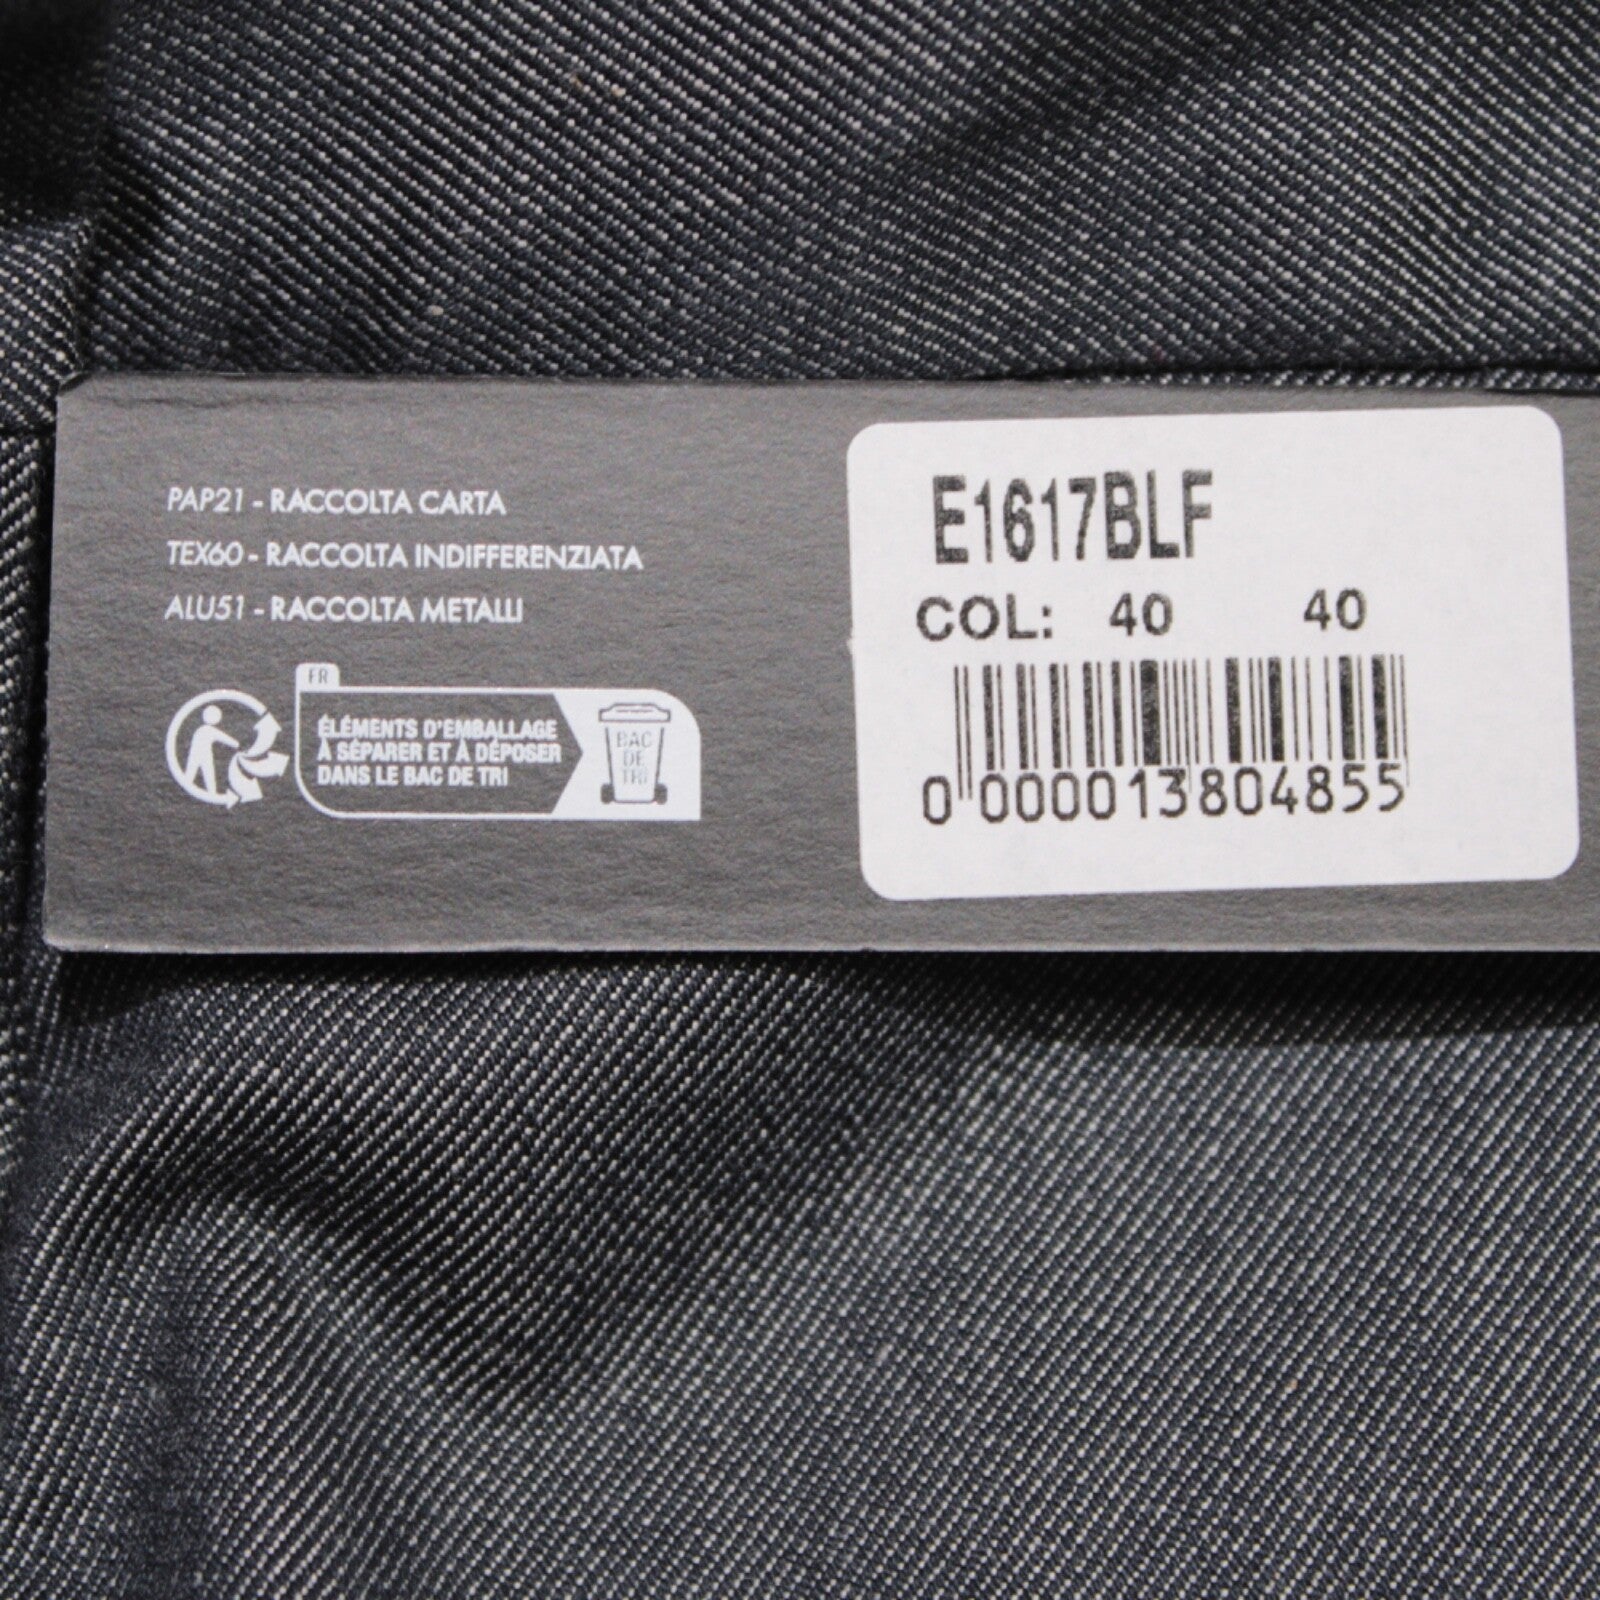 PAP21 - RACCOLTA CARTA
TEX60 - RACCOLTA INDIFFERENZIATA
ALU51 - RACCOLTA METALLI
FR
ÉLÉMENTS D'EMBALLAGE
À SÉPARER ET À DÉPOSER
DANS LE BAC DE TRI
BAC
DE
TRI
E1617BLF
COL: 40 40
0 000013804855